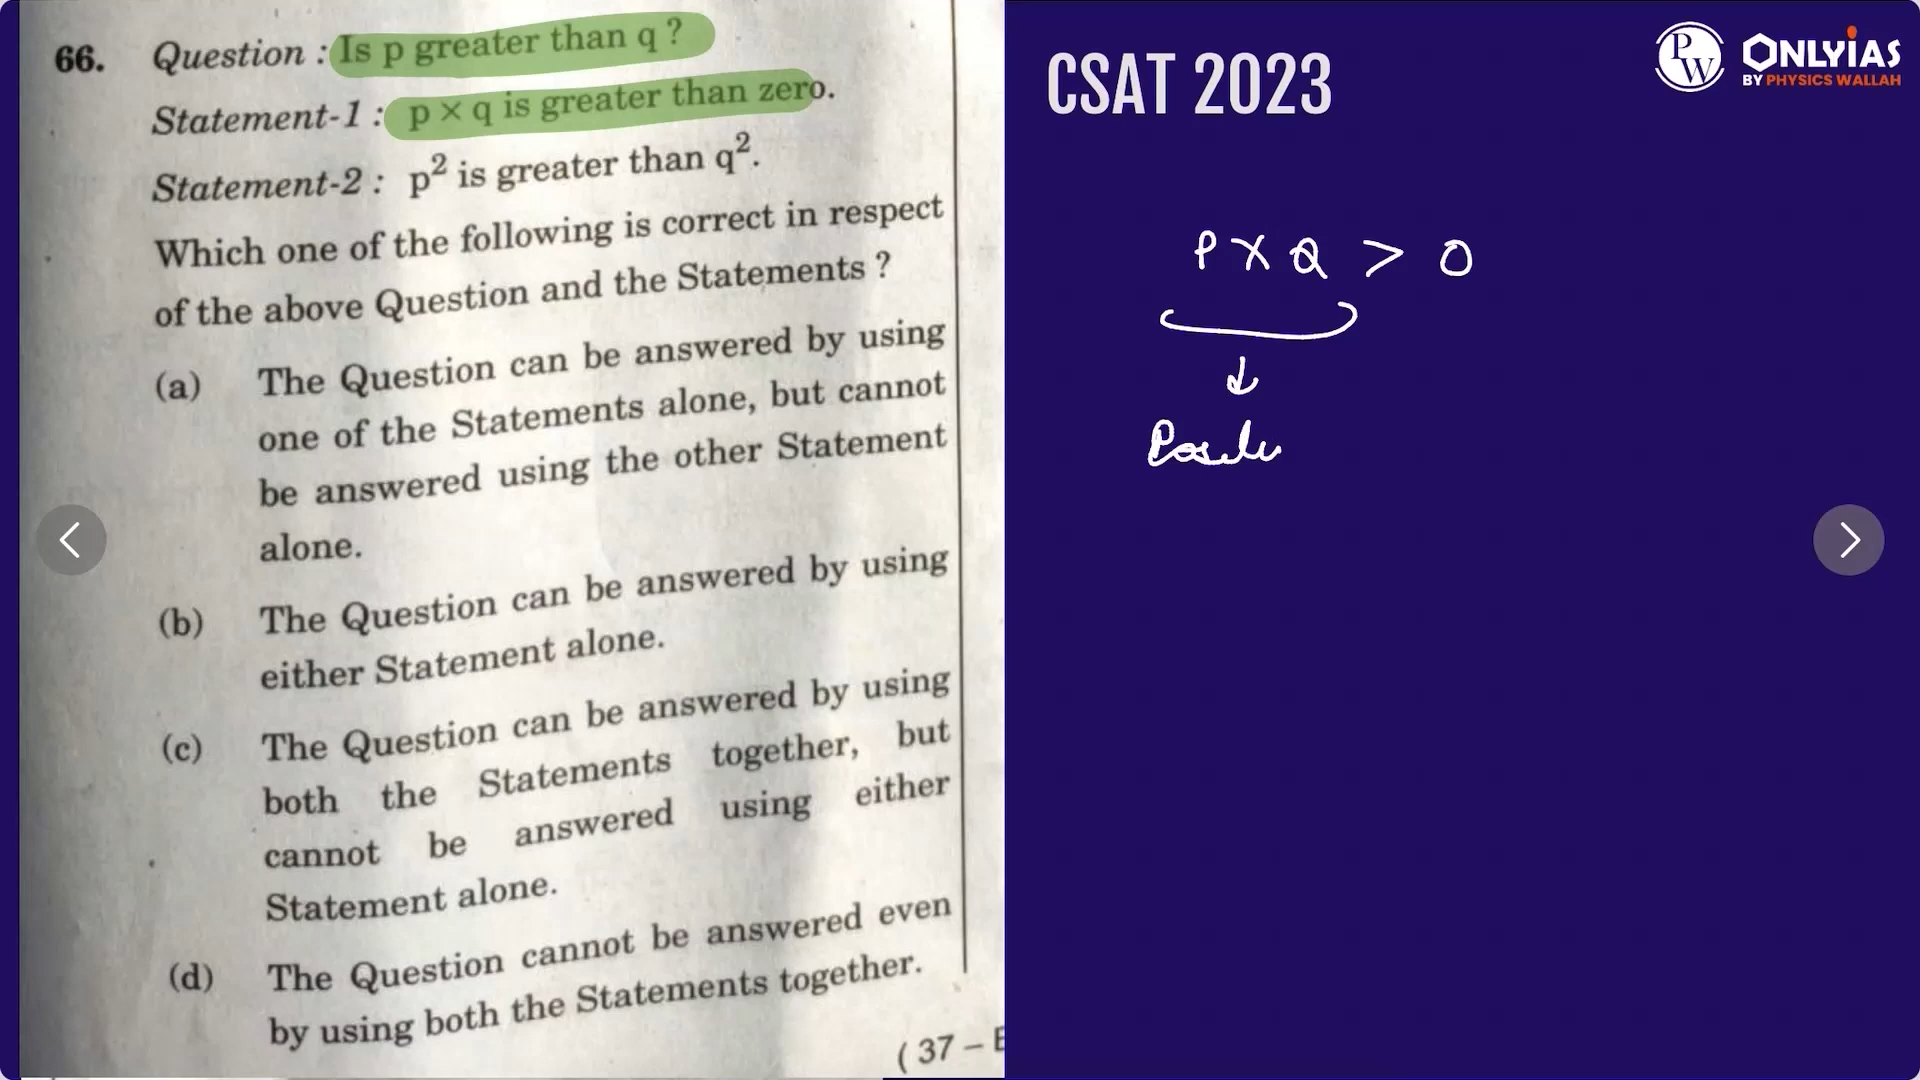 66. Question : Is p greater than q ?
Statement-1 : p × q is greater than zero.
Statement-2 : p² is greater than q².
Which one of the following is correct in respect
of the above Question and the Statements ?
(a) The Question can be answered by using
one of the Statements alone, but cannot
be answered using the other Statement
alone.
(b) The Question can be answered by using
either Statement alone.
(c) The Question can be answered by using
both the Statements together, but
cannot be answered using either
Statement alone.
(d) The Question cannot be answered even
by using both the Statements together.
( 37 –
CSAT 2023
PW ONLYIAS
BY PHYSICS WALLAH
P X Q > 0